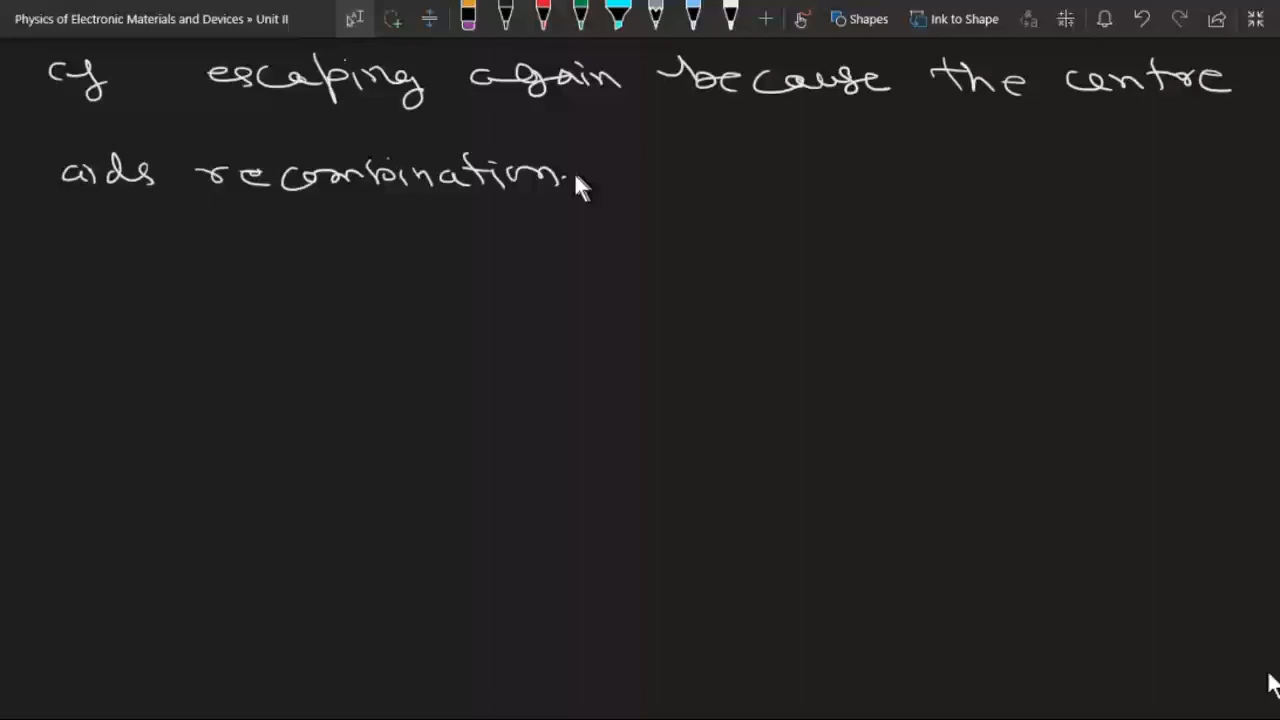 Physics of Electronic Materials and Devices » Unit II
Shapes
Ink to Shape
of escaping again because the centre
aids recombination.